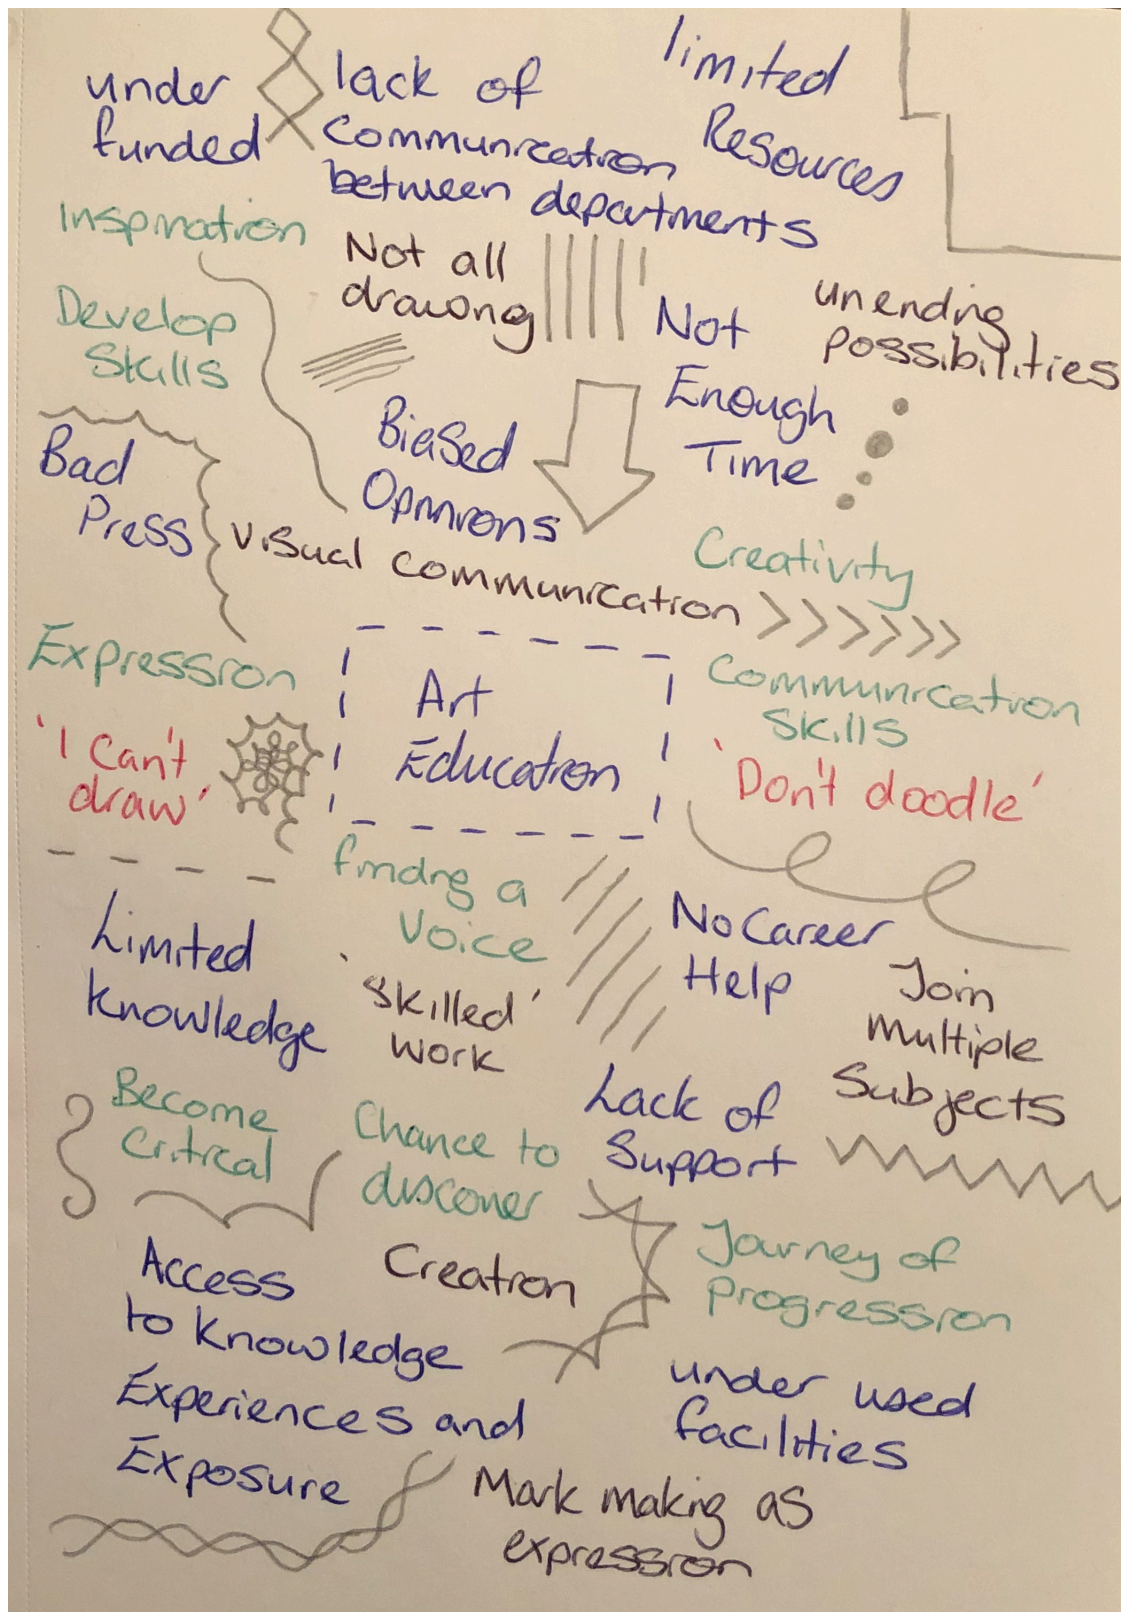 under
funded
lack of
Communication
between departments
limited
Resources
Inspiration
Not all
drawing
Develop
Skills
Not
Enough
Time
unending
possibilities
Bad
Press
Biased
Opinions
Visual Communication
Creativity
Expression
Art
Education
Communication
Skills
'I Can't
draw'
'Don't doodle'
finding a
Voice
Limited
knowledge
'skilled'
work
No Career
Help
Join
multiple
Subjects
Become
Critical
Chance to
discover
Lack of
Support
Access
to knowledge
Experiences and
Exposure
Creation
Journey of
Progression
under used
facilities
Mark making as
expression